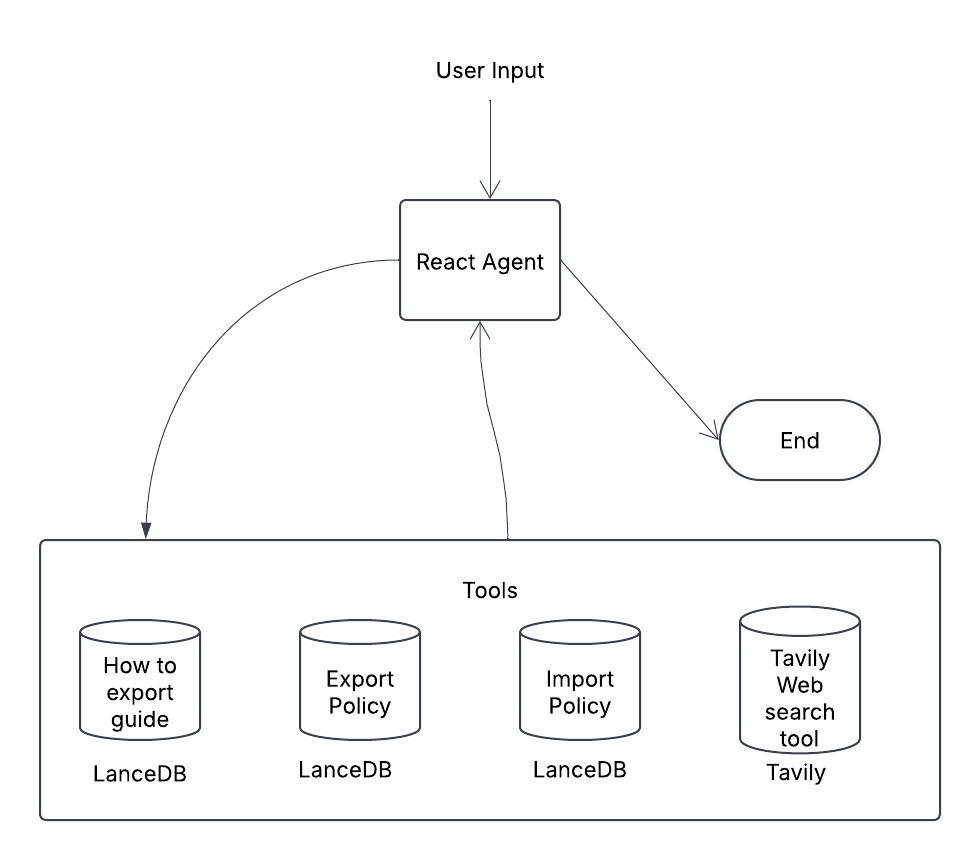 User Input
React Agent
End
Tools
How to
export
guide
LanceDB
Export
Policy
LanceDB
Import
Policy
LanceDB
Tavily
Web
search
tool
Tavily